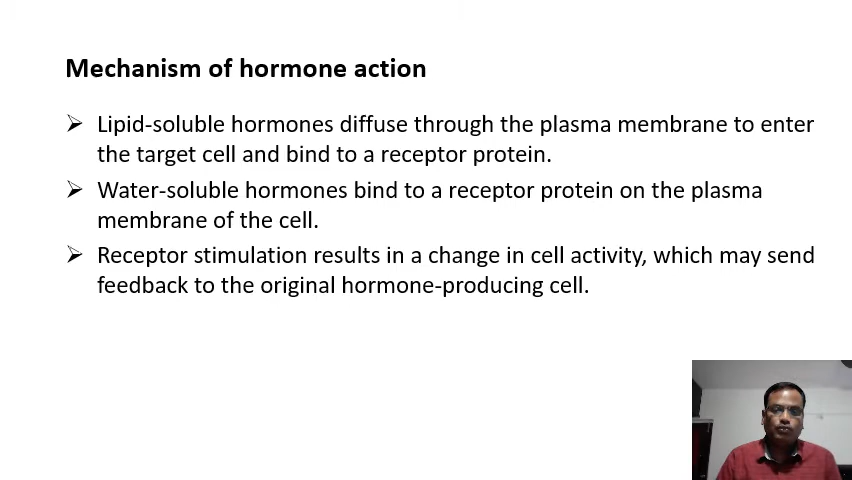 Mechanism of hormone action
➢ Lipid-soluble hormones diffuse through the plasma membrane to enter
the target cell and bind to a receptor protein.
➢ Water-soluble hormones bind to a receptor protein on the plasma
membrane of the cell.
➢ Receptor stimulation results in a change in cell activity, which may send
feedback to the original hormone-producing cell.